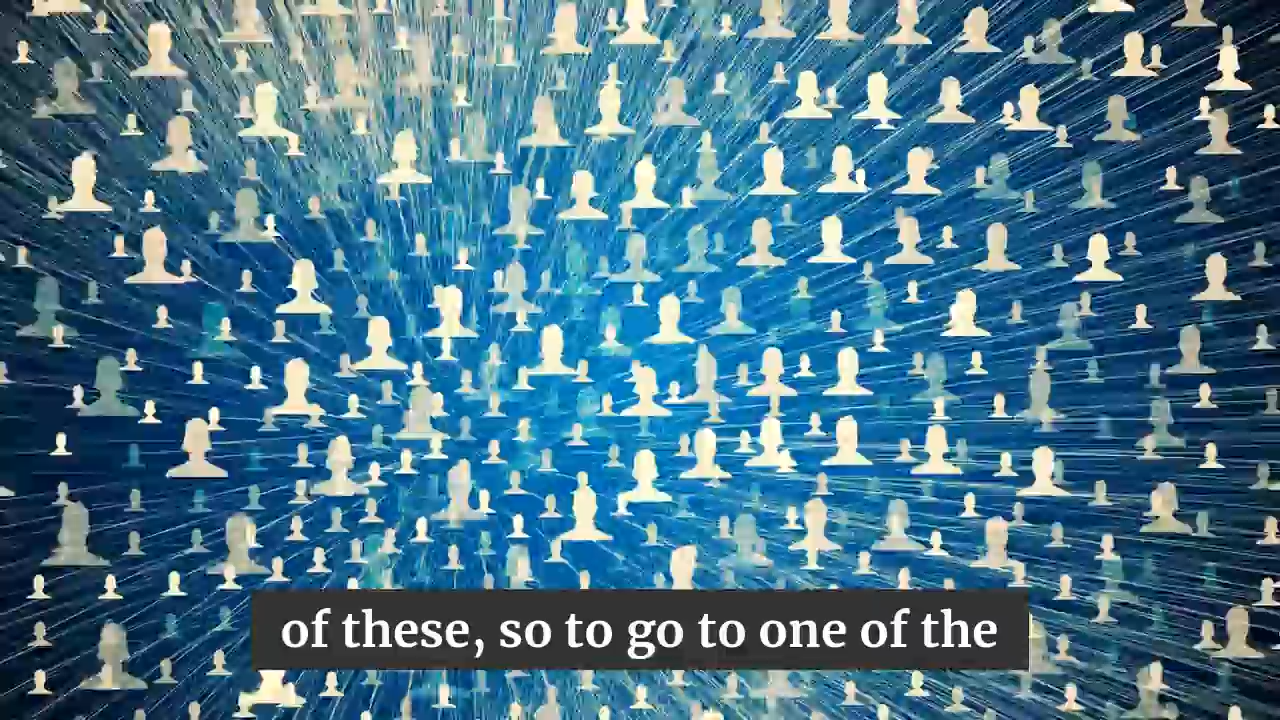 of these, so to go to one of the